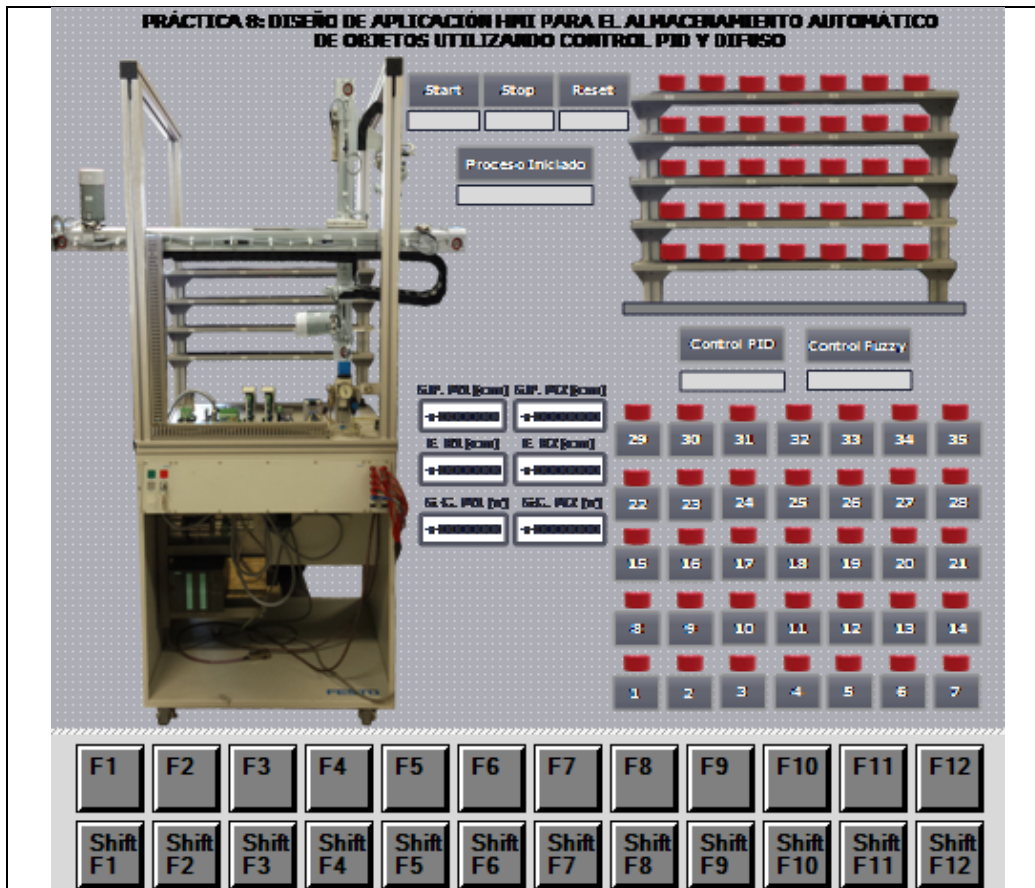 PRÁCTICA 8: DISEÑO DE APLICACIÓN HMI PARA EL ALMACENAMIENTO AUTOMÁTICO
DE OBJETOS UTILIZANDO CONTROL PID Y DIFUSO
Start Stop Reset
Proceso Iniciado
Control PID Control Fuzzy
29 30 31 32 33 34 35
22 23 24 25 26 27 28
15 16 17 18 19 20 21
8 9 10 11 12 13 14
1 2 3 4 5 6 7
FESTO
F1 F2 F3 F4 F5 F6 F7 F8 F9 F10 F11 F12
Shift Shift Shift Shift Shift Shift Shift Shift Shift Shift Shift Shift
F1 F2 F3 F4 F5 F6 F7 F8 F9 F10 F11 F12